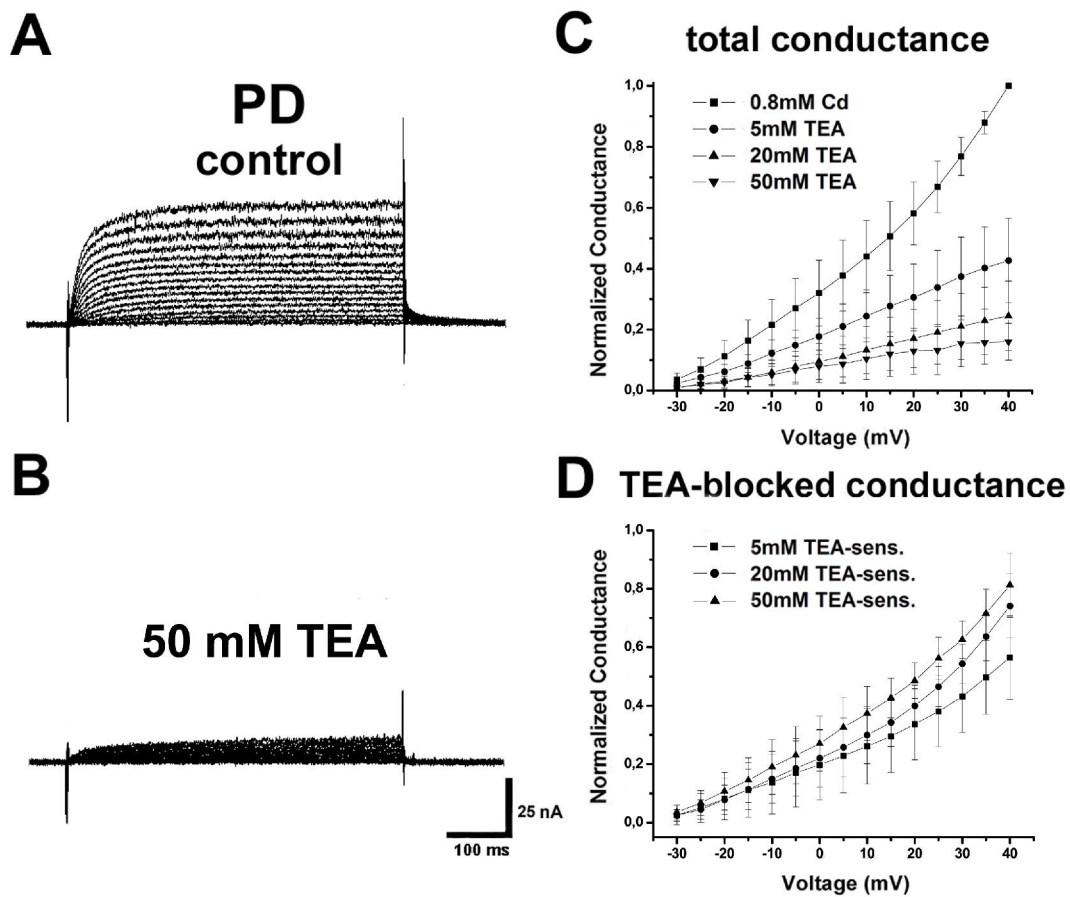 A
PD
control
B
50 mM TEA
25 nA
100 ms
C
total conductance
1,0
0,8
0,6
0,4
0,2
0,0
Normalized Conductance
0.8mM Cd
5mM TEA
20mM TEA
50mM TEA
-30 -20 -10 0 10 20 30 40
Voltage (mV)
D
TEA-blocked conductance
1,0
0,8
0,6
0,4
0,2
0,0
Normalized Conductance
5mM TEA-sens.
20mM TEA-sens.
50mM TEA-sens.
-30 -20 -10 0 10 20 30 40
Voltage (mV)